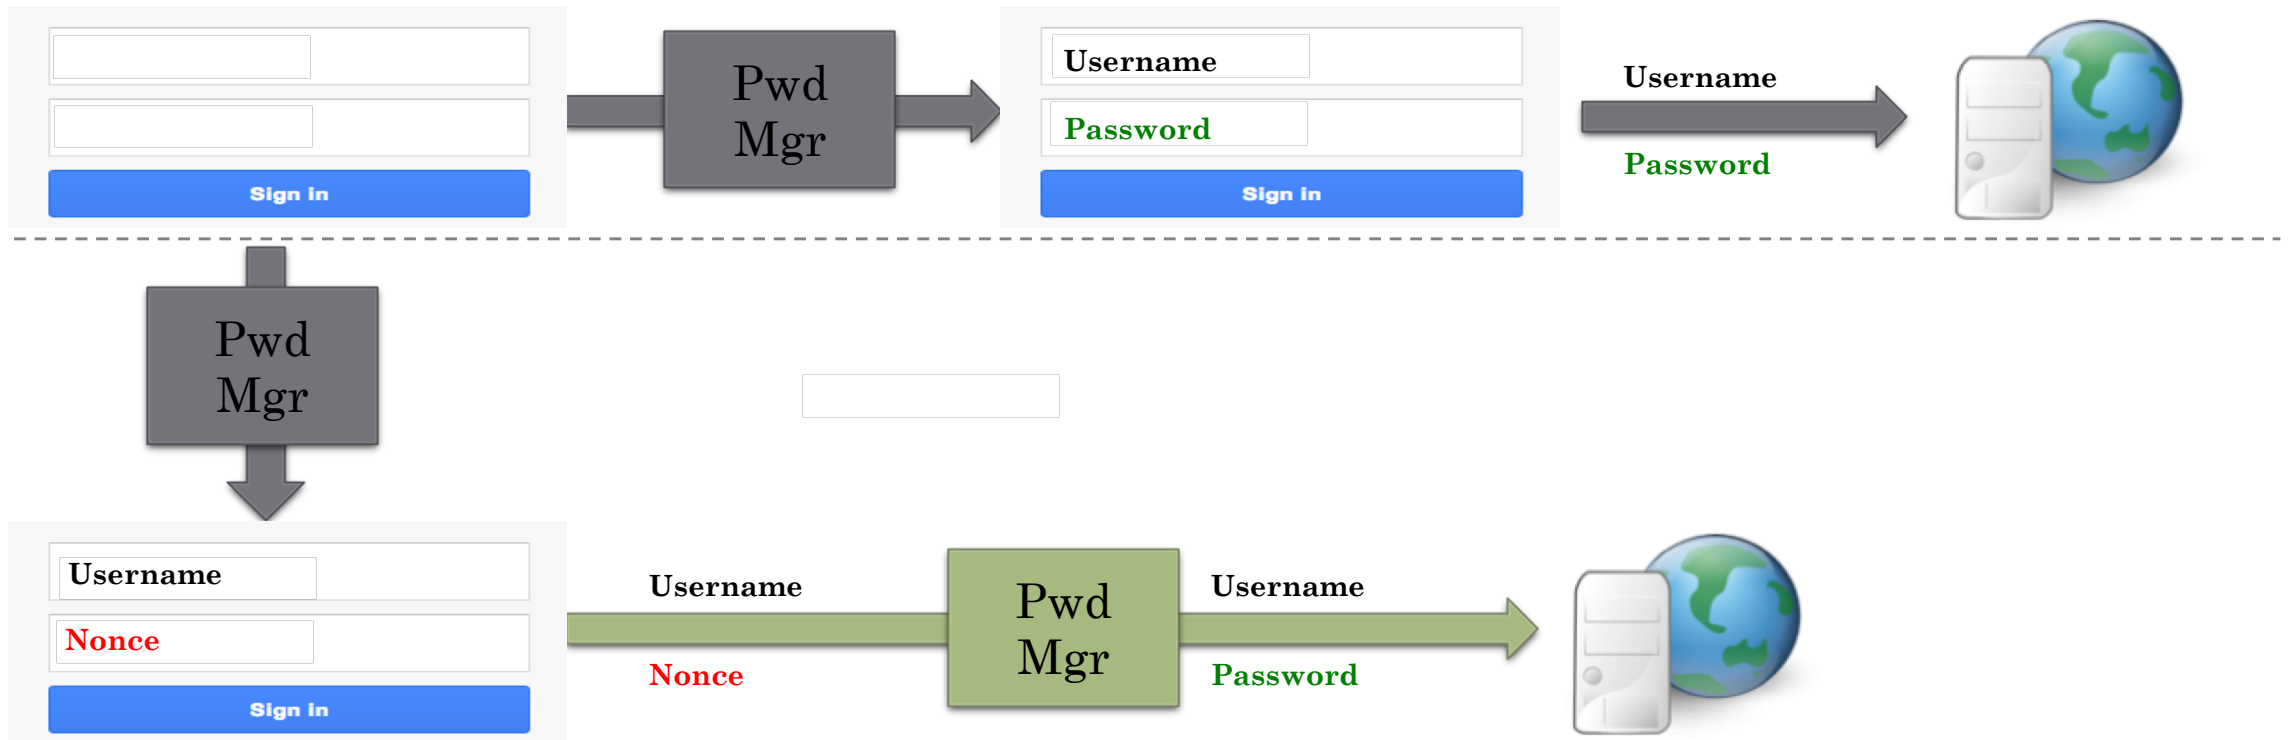 Pwd
Mgr
Username
Password
Sign in
Sign in
Username
Password
Pwd
Mgr
Username
Nonce
Sign in
Username
Nonce
Pwd
Mgr
Username
Password